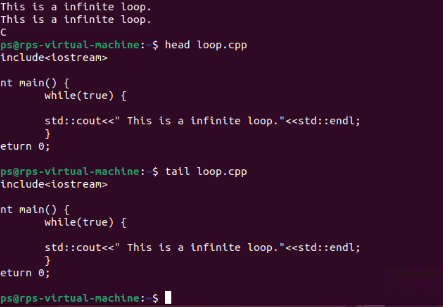 This is a infinite loop.
This is a infinite loop.
C
ps@rps-virtual-machine:~$ head loop.cpp
include<iostream>
nt main() {
while(true) {
std::cout<<" This is a infinite loop."<<std::endl;
}
eturn 0;
ps@rps-virtual-machine:~$ tail loop.cpp
include<iostream>
nt main() {
while(true) {
std::cout<<" This is a infinite loop."<<std::endl;
}
eturn 0;
ps@rps-virtual-machine:~$